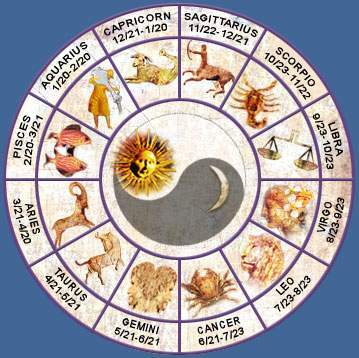 CAPRICORN
12/21-1/20
SAGITTARIUS
11/22-12/21
SCORPIO
10/23-11/22
LIBRA
9/23-10/23
VIRGO
8/23-9/23
LEO
7/23-8/23
CANCER
6/21-7/23
GEMINI
5/21-6/21
TAURUS
4/21-5/21
ARIES
3/21-4/20
PISCES
2/20-3/21
AQUARIUS
1/20-2/20